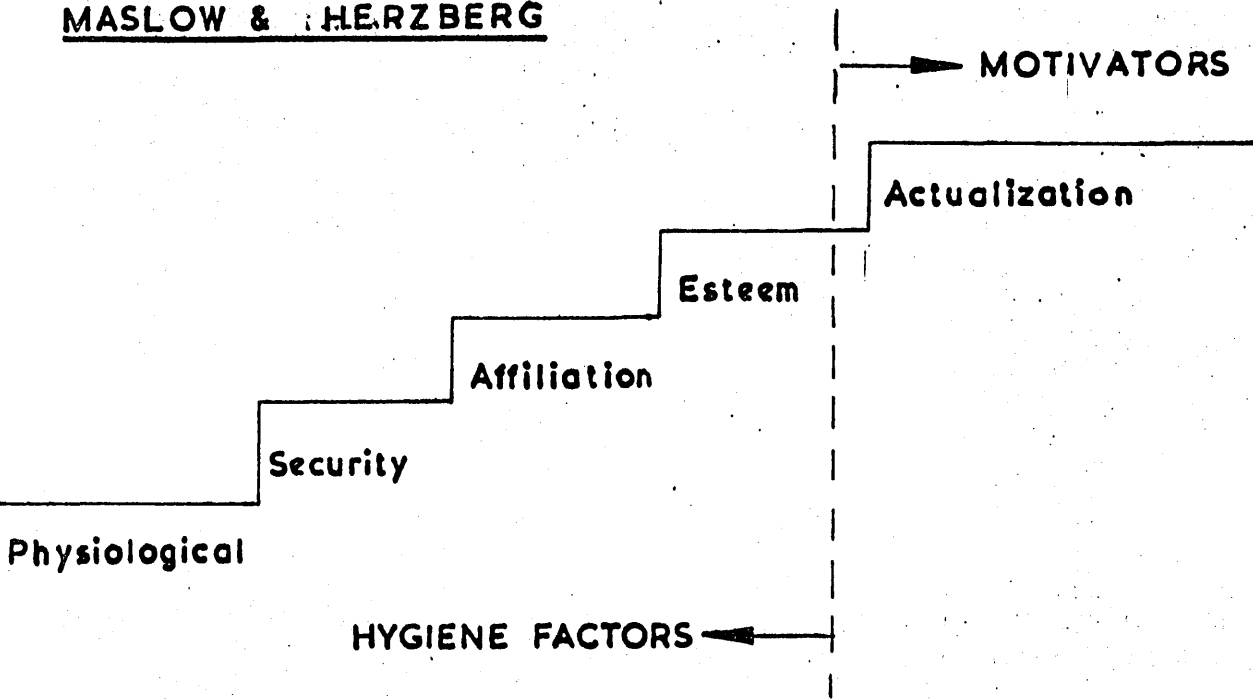 MASLOW & HERZBERG
MOTIVATORS
Actualization
Esteem
Affiliation
Security
Physiological
HYGIENE FACTORS